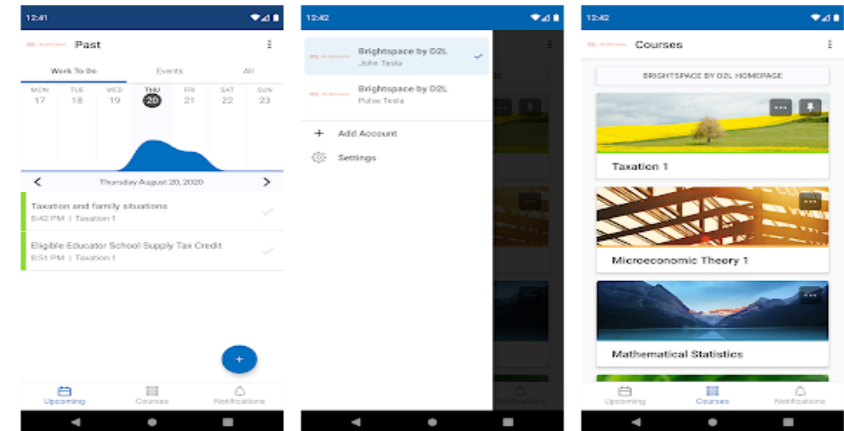 12:41
Past
Work To Do Events All
MON TUE WED THU FRI SAT SUN
17 18 19 20 21 22 23
Thursday August 20, 2020
Taxation and family situations
8:42 PM | Taxation 1
Eligible Educator School Supply Tax Credit
8:51 PM | Taxation 1
+
Upcoming Courses Notifications
12:42
Brightspace by D2L
John Tesla
Brightspace by D2L
Pulse Tesla
+ Add Account
Settings
12:42
Courses
BRIGHTSPACE BY D2L HOMEPAGE
Taxation 1
Microeconomic Theory 1
Mathematical Statistics
Upcoming Courses Notifications